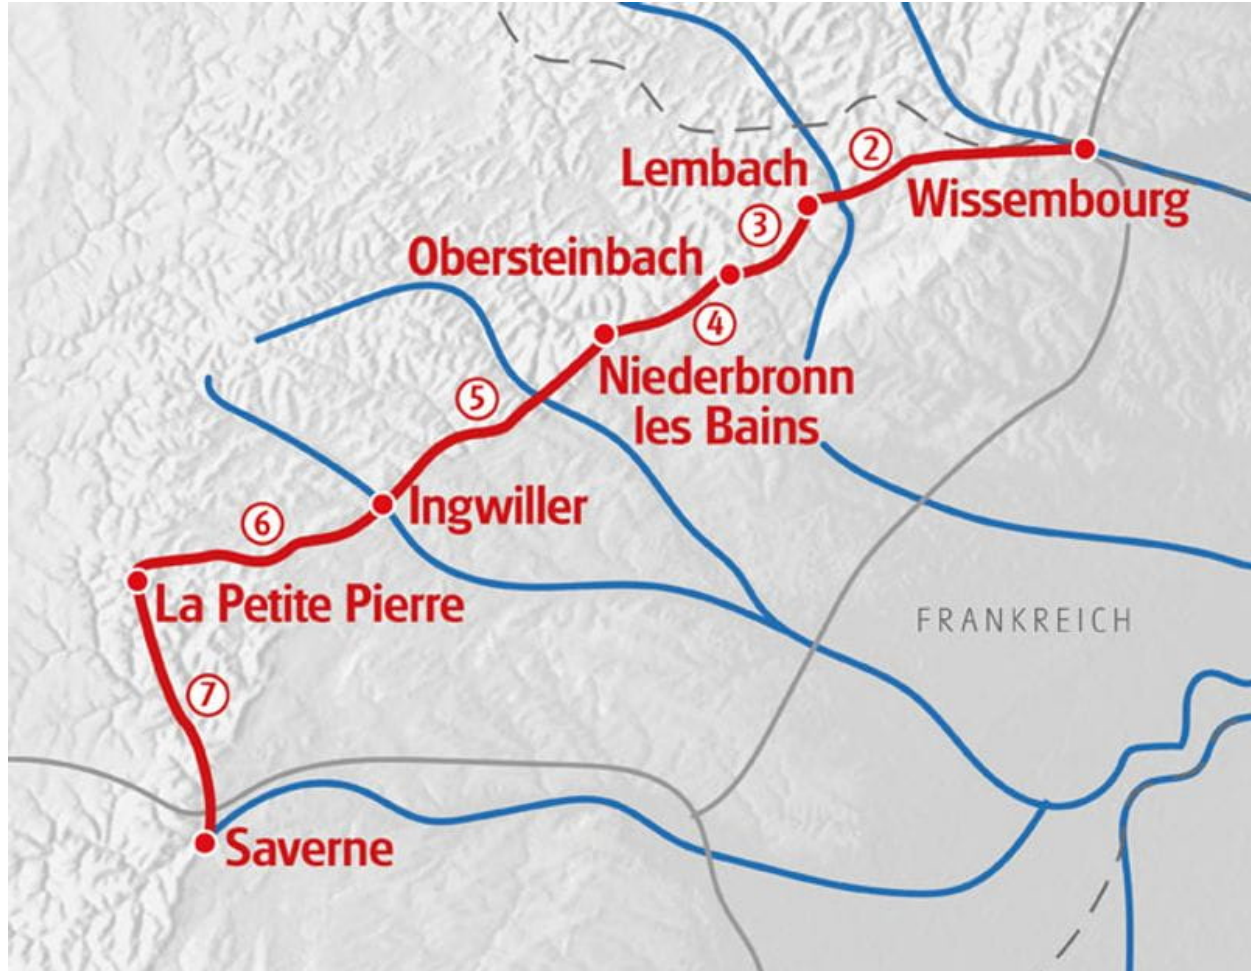 ②
Lembach
Wissembourg
③
Obersteinbach
④
Niederbronn
les Bains
⑤
Ingwiller
⑥
La Petite Pierre
FRANKREICH
⑦
Saverne